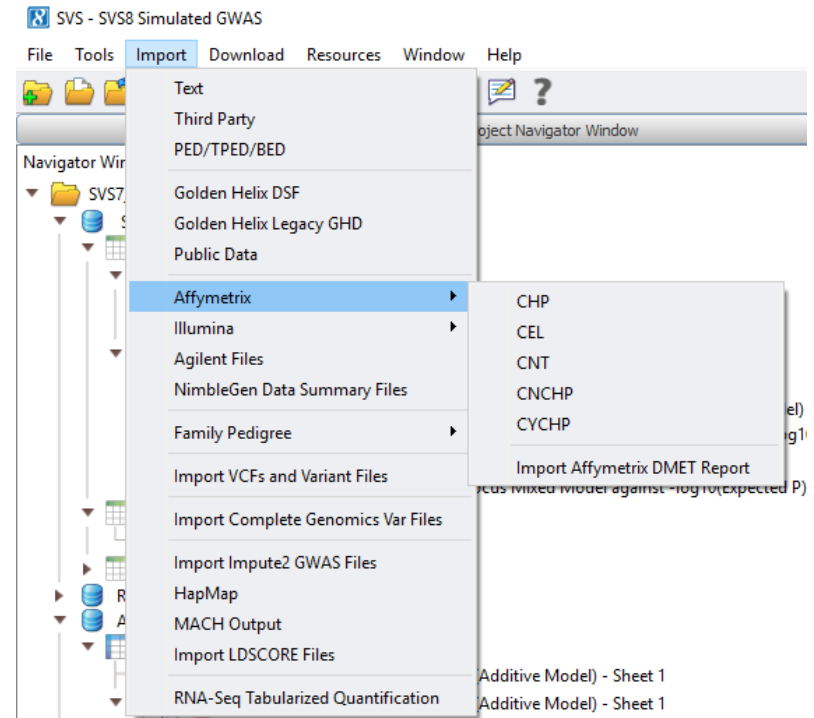 SVS - SVS8 Simulated GWAS
File Tools Import Download Resources Window Help
oject Navigator Window
Navigator Wir
SVS7
Text
Third Party
PED/TPED/BED
Golden Helix DSF
Golden Helix Legacy GHD
Public Data
Affymetrix
Illumina
Agilent Files
NimbleGen Data Summary Files
Family Pedigree
Import VCFs and Variant Files
Import Complete Genomics Var Files
Import Impute2 GWAS Files
HapMap
MACH Output
Import LDSCORE Files
RNA-Seq Tabularized Quantification
CHP
CEL
CNT
CNCHP
CYCHP
Import Affymetrix DMET Report
el)
Mixed Model against -log10(Expected P)
R
A
(Additive Model) - Sheet 1
(Additive Model) - Sheet 1